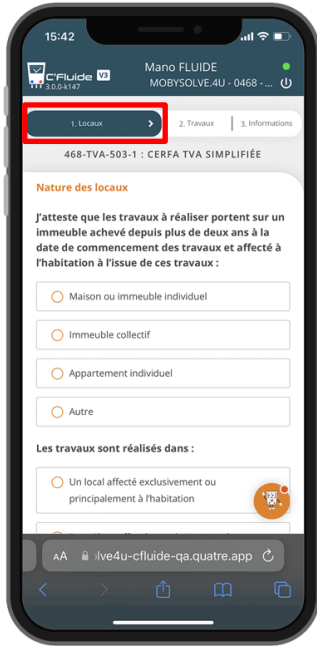 15:42
C'Fluide V3
3.0.0-k147
Mano FLUIDE
MOBYSOLVE.4U - 0468 - ...
1. Locaux
2. Travaux
3. Informations
468-TVA-503-1 : CERFA TVA SIMPLIFIÉE
Nature des locaux
J'atteste que les travaux à réaliser portent sur un
immeuble achevé depuis plus de deux ans à la
date de commencement des travaux et affecté à
l'habitation à l'issue de ces travaux :
Maison ou immeuble individuel
Immeuble collectif
Appartement individuel
Autre
Les travaux sont réalisés dans :
Un local affecté exclusivement ou
principalement à l'habitation
AA
lve4u-cfluide-qa.quatre.app